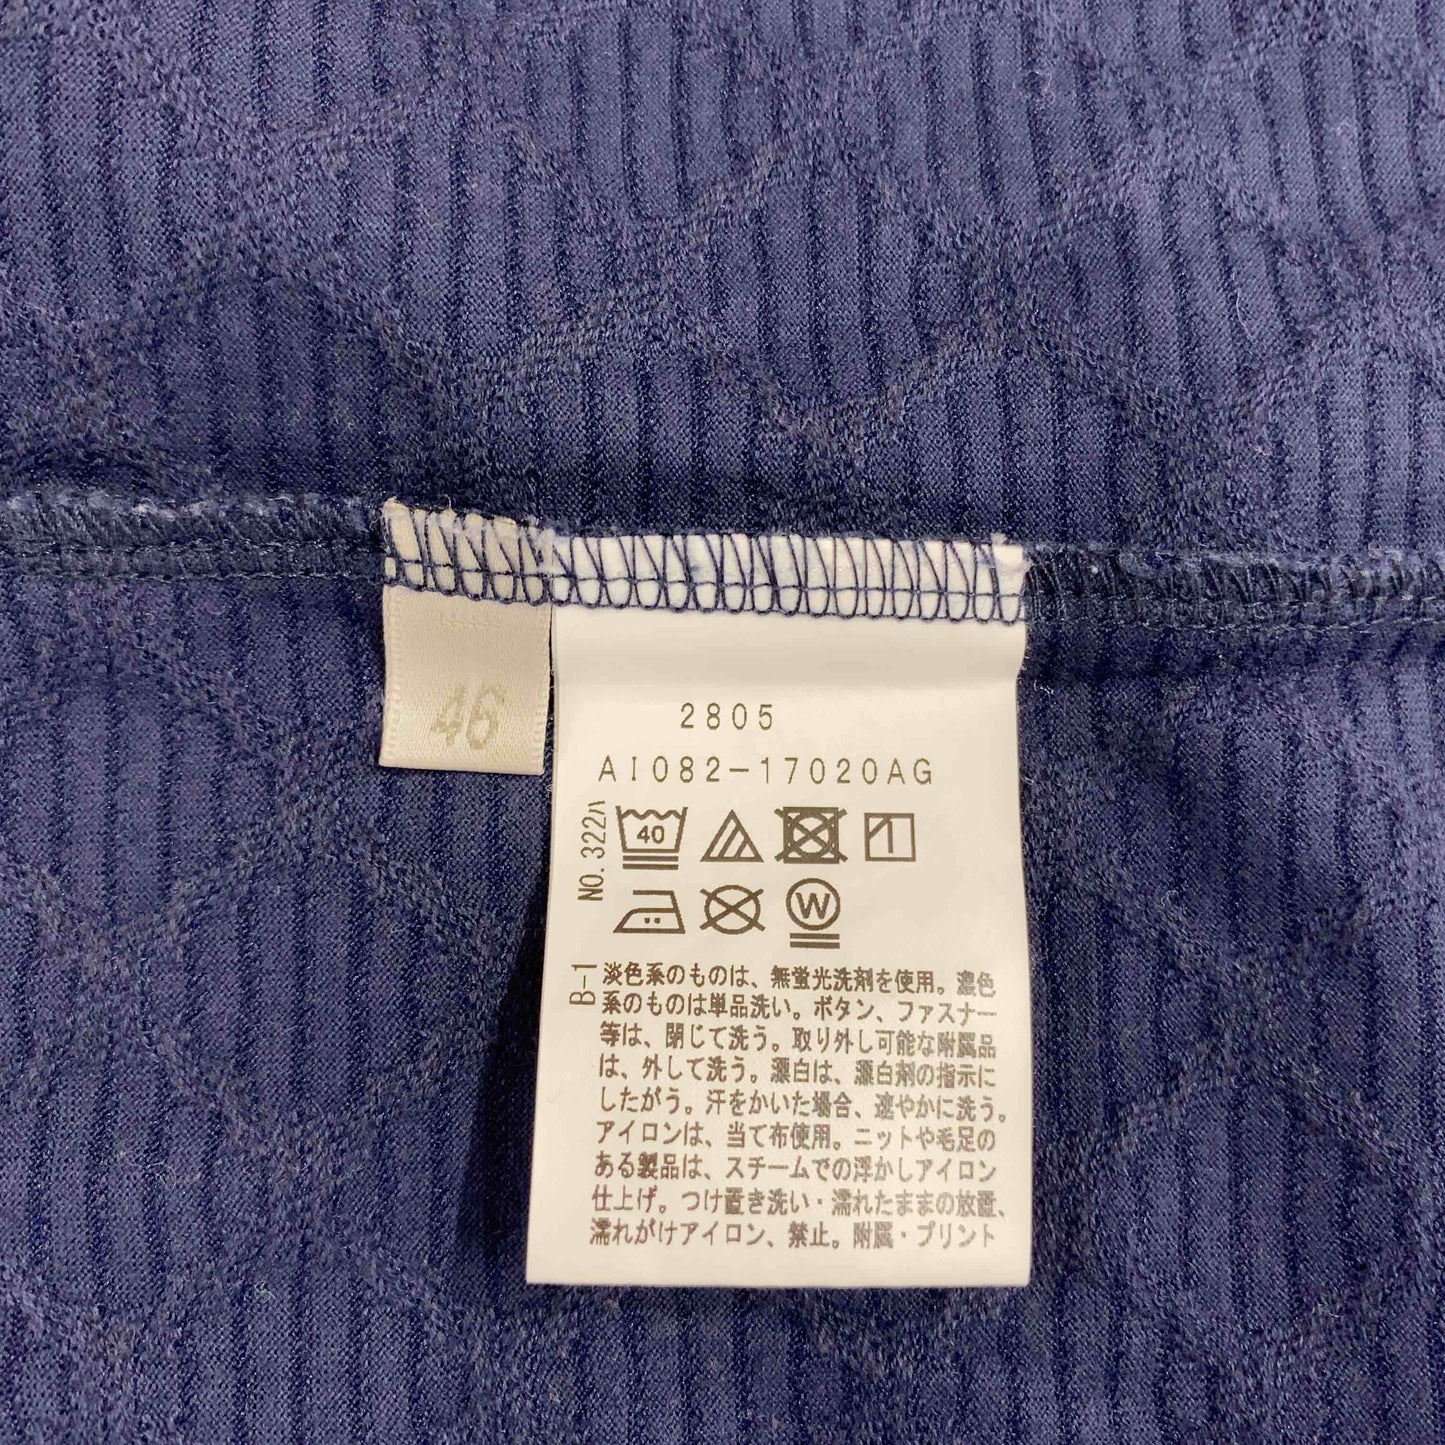 46
2805
AI082-17020AG
NO.322ハ
40
W
B-1
淡色系のものは、無蛍光洗剤を使用。濃色
系のものは単品洗い。ボタン、ファスナー
等は、閉じて洗う。取り外し可能な附属品
は、外して洗う。漂白は、漂白剤の指示に
したがう。汗をかいた場合、速やかに洗う。
アイロンは、当て布使用。ニットや毛足の
ある製品は、スチームでの浮かしアイロン
仕上げ。つけ置き洗い・濡れたままの放置、
濡れがけアイロン、禁止。附属・プリント